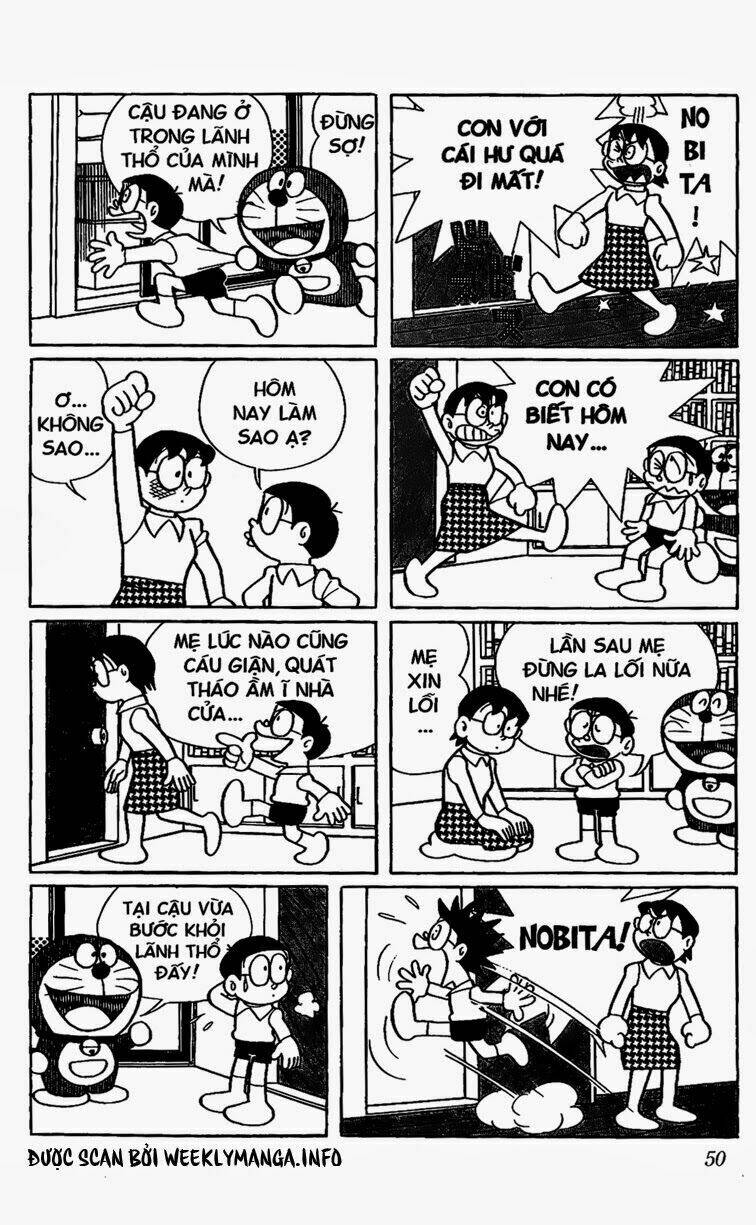 NO
BI
TA
!
CON VỚI
CÁI HƯ QUÁ
ĐI MẤT!
ĐỪNG
SỢ!
CẬU ĐANG Ở
TRONG LÃNH
THỔ CỦA MÌNH
MÀ!
CON CÓ
BIẾT HÔM
NAY...
HÔM
NAY LÀM
SAO Ạ?
Ơ...
KHÔNG
SAO...
LẦN SAU MẸ
ĐỪNG LA LỐI NỮA
NHÉ!
MẸ
XIN
LỖI
...
MẸ LÚC NÀO CŨNG
CÁU GIẬN, QUÁT
THÁO ẦM Ĩ NHÀ
CỬA...
NOBITA!
TẠI CẬU VỪA
BƯỚC KHỎI
LÃNH THỔ
ĐẤY!
ĐƯỢC SCAN BỞI WEEKLYMANGA.INFO
50